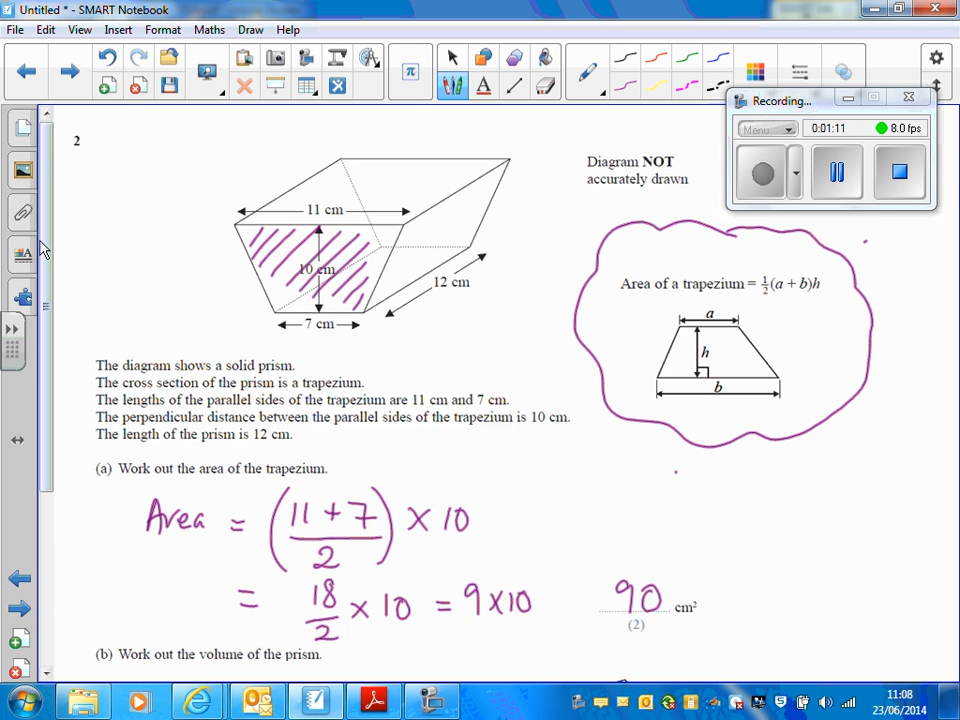 Untitled * - SMART Notebook
File Edit View Insert Format Maths Draw Help
π
A
Recording...
Menu
0:01:11
8.0 fps
2
Diagram NOT
accurately drawn
11 cm
10 cm
12 cm
7 cm
Area of a trapezium = ½(a + b)h
a
h
b
The diagram shows a solid prism.
The cross section of the prism is a trapezium.
The lengths of the parallel sides of the trapezium are 11 cm and 7 cm.
The perpendicular distance between the parallel sides of the trapezium is 10 cm.
The length of the prism is 12 cm.
(a) Work out the area of the trapezium.
Area = (11 + 7 / 2) × 10
= 18/2 × 10 = 9 × 10
90 cm²
(2)
(b) Work out the volume of the prism.
11:08
23/06/2014